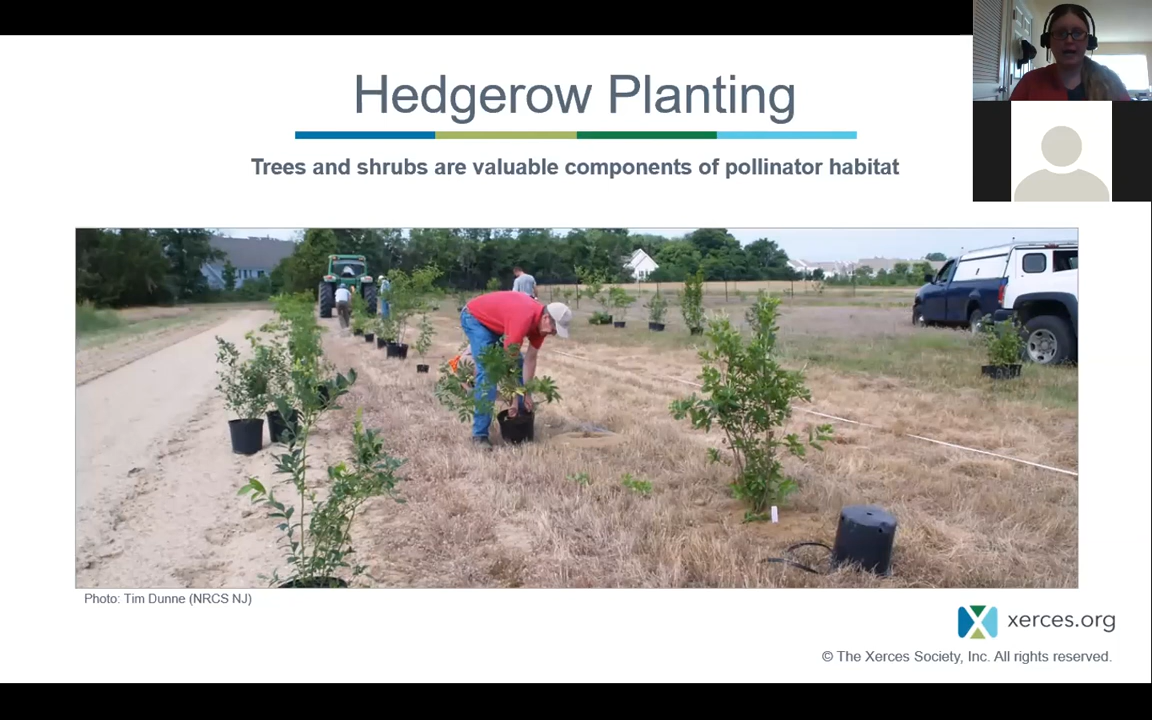 Hedgerow Planting
Trees and shrubs are valuable components of pollinator habitat
Photo: Tim Dunne (NRCS NJ)
xerces.org
© The Xerces Society, Inc. All rights reserved.